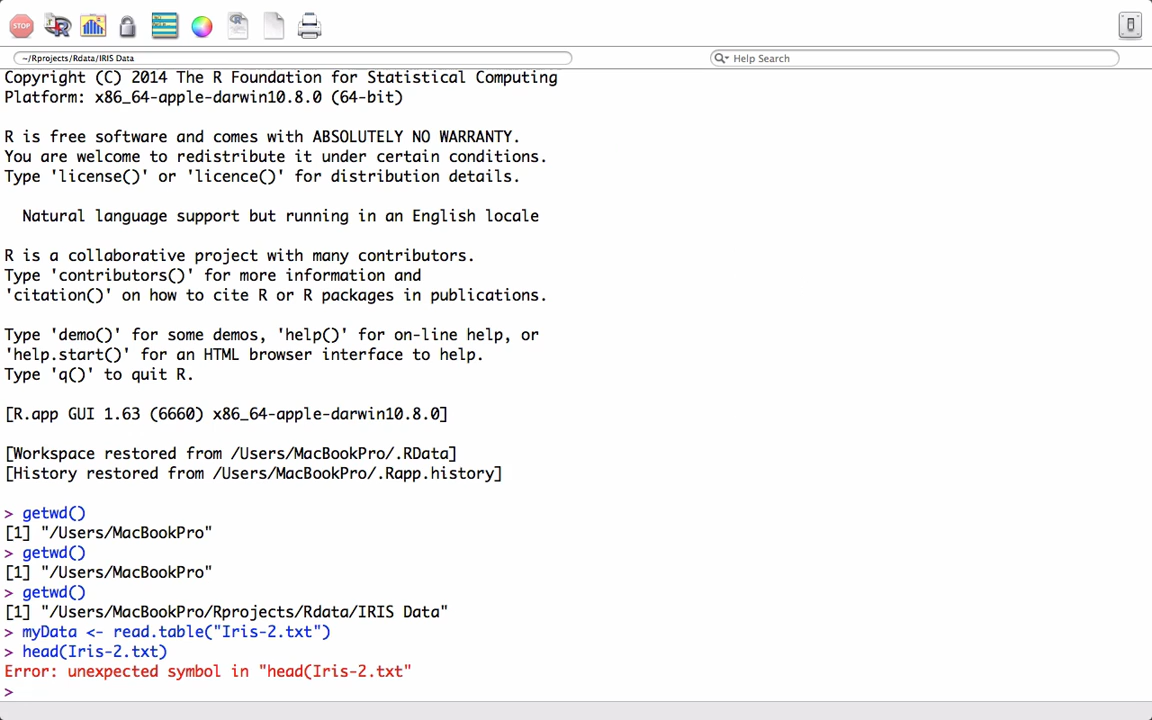 STOP
~/Rprojects/Rdata/IRIS Data
Help Search
Copyright (C) 2014 The R Foundation for Statistical Computing
Platform: x86_64-apple-darwin10.8.0 (64-bit)
R is free software and comes with ABSOLUTELY NO WARRANTY.
You are welcome to redistribute it under certain conditions.
Type 'license()' or 'licence()' for distribution details.
Natural language support but running in an English locale
R is a collaborative project with many contributors.
Type 'contributors()' for more information and
'citation()' on how to cite R or R packages in publications.
Type 'demo()' for some demos, 'help()' for on-line help, or
'help.start()' for an HTML browser interface to help.
Type 'q()' to quit R.
[R.app GUI 1.63 (6660) x86_64-apple-darwin10.8.0]
[Workspace restored from /Users/MacBookPro/.RData]
[History restored from /Users/MacBookPro/.Rapp.history]
> getwd()
[1] "/Users/MacBookPro"
> getwd()
[1] "/Users/MacBookPro"
> getwd()
[1] "/Users/MacBookPro/Rprojects/Rdata/IRIS Data"
> myData <- read.table("Iris-2.txt")
> head(Iris-2.txt)
Error: unexpected symbol in "head(Iris-2.txt"
>